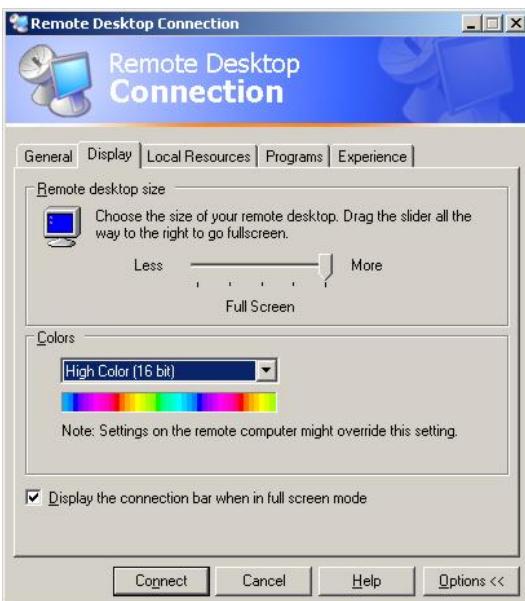 Remote Desktop Connection
Remote Desktop
Connection
General Display Local Resources Programs Experience
Remote desktop size
Choose the size of your remote desktop. Drag the slider all the
way to the right to go fullscreen.
Less More
Full Screen
Colors
High Color (16 bit)
Note: Settings on the remote computer might override this setting.
Display the connection bar when in full screen mode
Connect Cancel Help Options <<